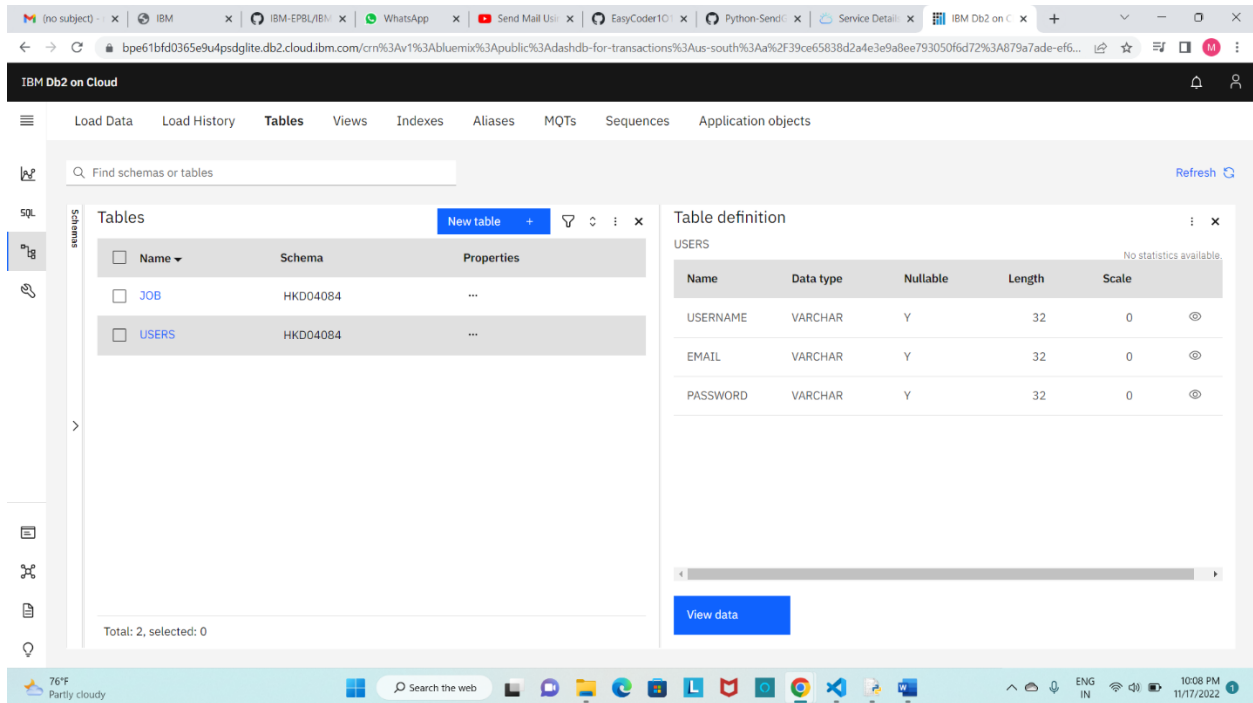 (no subject) -
IBM
IBM-EPBL/IBM
WhatsApp
Send Mail Usi
EasyCoder1O1
Python-SendG
Service Details
IBM Db2 on C
bpe61bfd0365e9u4psdglite.db2.cloud.ibm.com/crn%3Av1%3Abluemix%3Apublic%3Adashdb-for-transactions%3Aus-south%3Aa%2F39ce65838d2a4e3e9a8ee793050f6d72%3A879a7ade-ef6...
M
IBM Db2 on Cloud
Load Data Load History Tables Views Indexes Aliases MQTs Sequences Application objects
Find schemas or tables
Refresh
SQL
Schemas
Tables
New table +
Name Schema Properties
JOB HKD04084 ...
USERS HKD04084 ...
Total: 2, selected: 0
Table definition
USERS
No statistics available.
Name Data type Nullable Length Scale
USERNAME VARCHAR Y 32 0
EMAIL VARCHAR Y 32 0
PASSWORD VARCHAR Y 32 0
View data
76°F
Partly cloudy
Search the web
L
ENG
IN
10:08 PM
11/17/2022
1